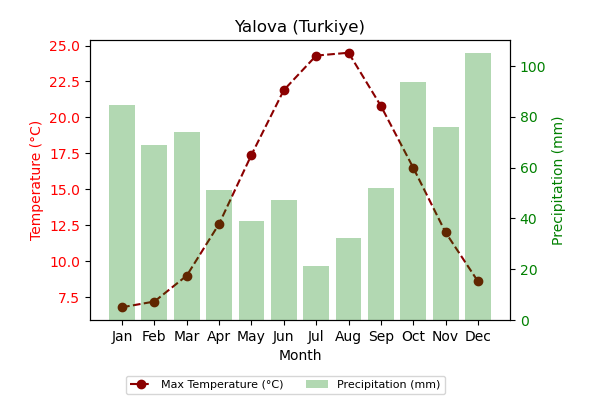 Yalova (Turkiye)
25.0
22.5
20.0
17.5
15.0
12.5
10.0
7.5
Temperature (°C)
100
80
60
40
20
0
Precipitation (mm)
Jan Feb Mar Apr May Jun Jul Aug Sep Oct Nov Dec
Month
Max Temperature (°C) Precipitation (mm)